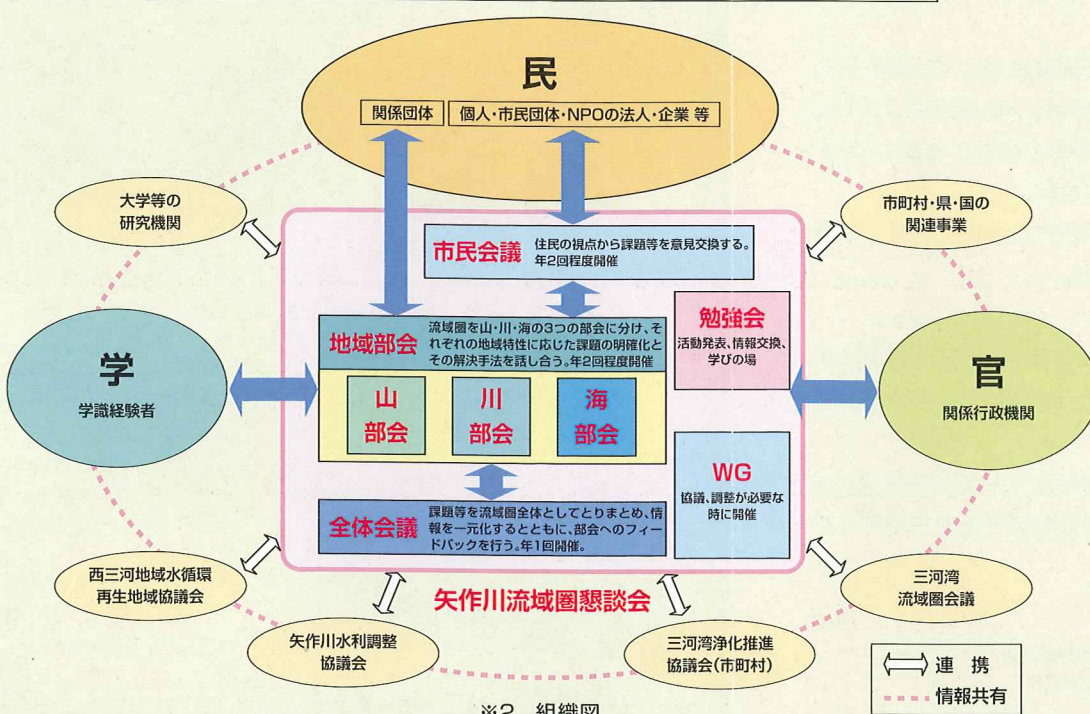 民
関係団体
個人・市民団体・NPOの法人・企業 等
大学等の
研究機関
市町村・県・国の
関連事業
市民会議
住民の視点から課題等を意見交換する。
年2回程度開催
地域部会
流域圏を山・川・海の3つの部会に分け、そ
れぞれの地域特性に応じた課題の明確化と
その解決手法を話し合う。年2回程度開催
勉強会
活動発表、情報交換、
学びの場
学
学識経験者
山
部会
川
部会
海
部会
官
関係行政機関
WG
協議、調整が必要な
時に開催
全体会議
課題等を流域圏全体としてとりまとめ、情
報を一元化するとともに、部会へのフィー
ドバックを行う。年1回開催。
矢作川流域圏懇談会
西三河地域水循環
再生地域協議会
矢作川水利調整
協議会
三河湾浄化推進
協議会(市町村)
三河湾
流域圏会議
連 携
情報共有
※2 組織図